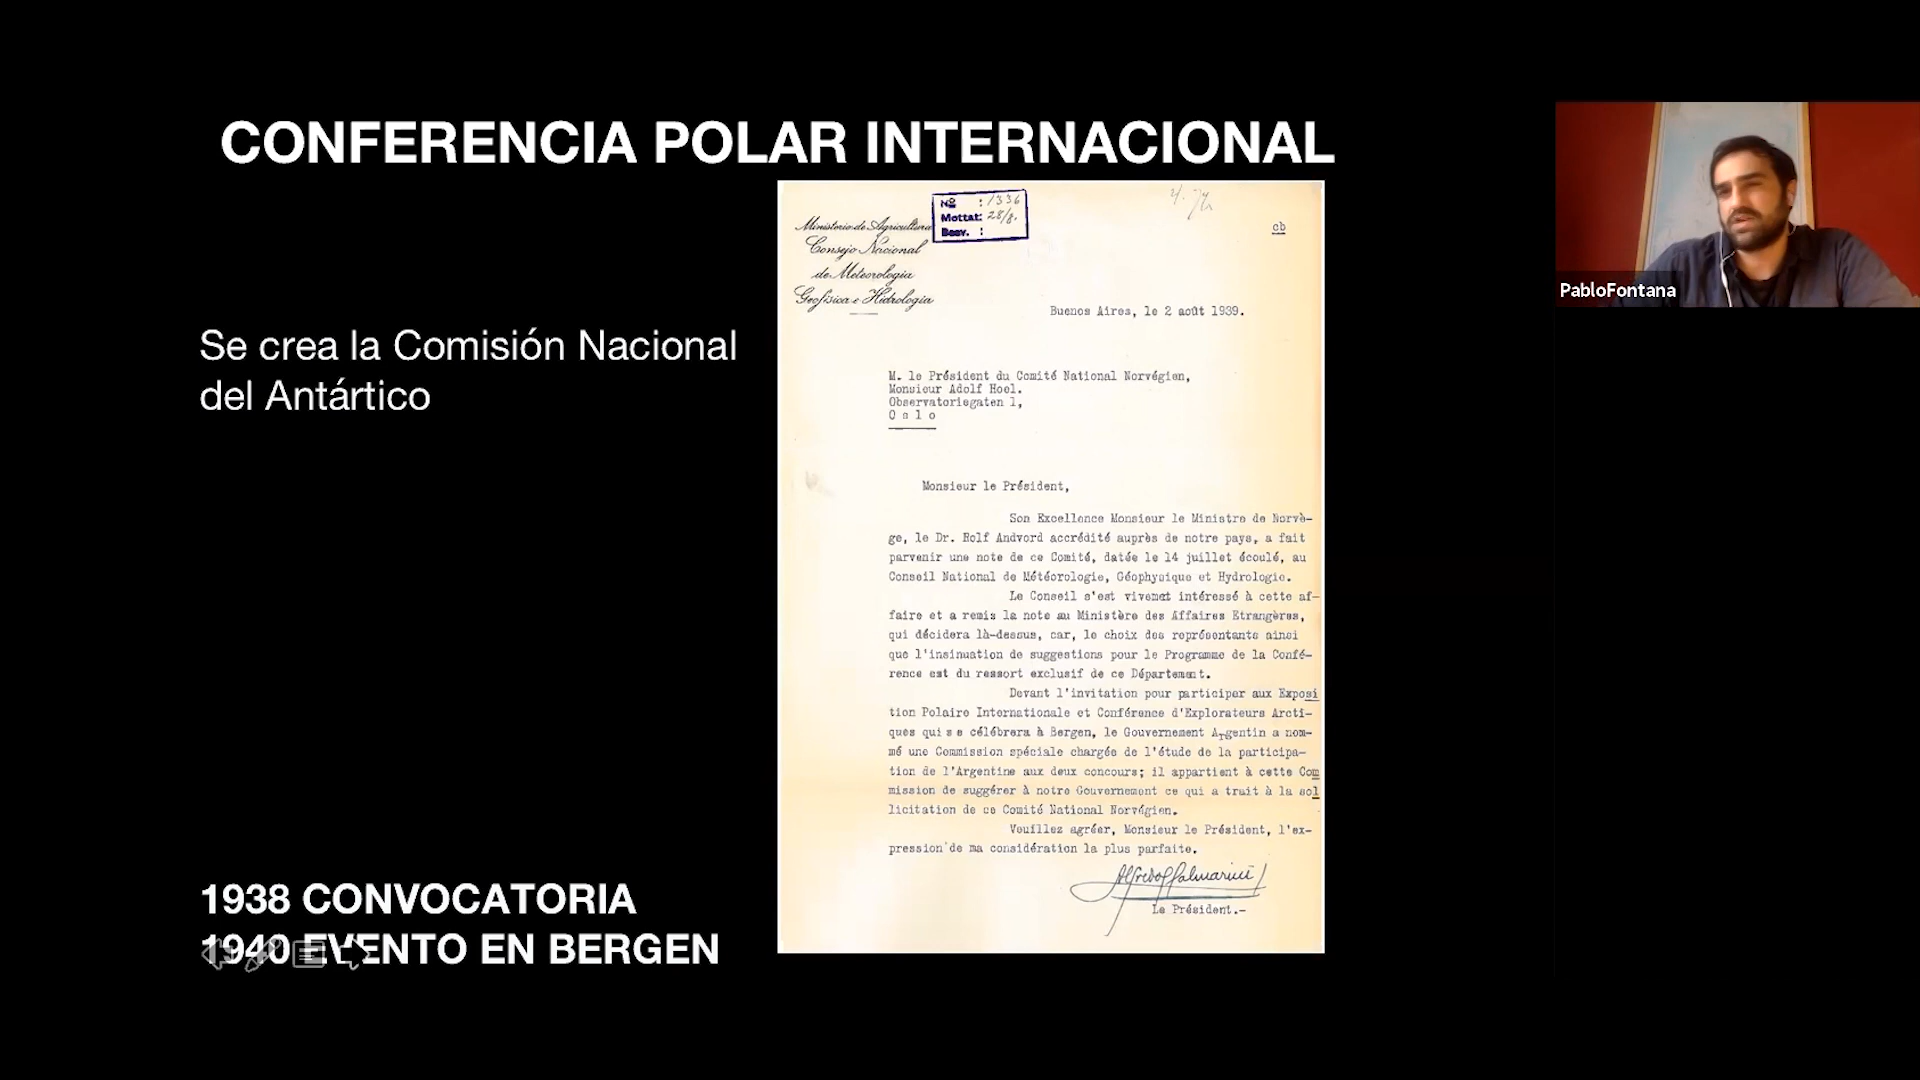 CONFERENCIA POLAR INTERNACIONAL
Se crea la Comisión Nacional
del Antártico
1938 CONVOCATORIA
1940 EVENTO EN BERGEN
Nº : 1336
Mottat: 28/8.
Besv. :
Ministerio de Agricultura
Consejo Nacional
de Meteorologia
Geofísica e Hidrologia
cb
Buenos Aires, le 2 août 1939.
M. le Président du Comité National Norvégien,
Monsieur Adolf Hoel.
Observatoriegaten 1,
O s l o
Monsieur le Président,
Son Excellence Monsieur le Ministre de Norvè-
ge, le Dr. Rolf Andvord accrédité auprès de notre pays, a fait
parvenir une note de ce Comité, datée le 14 juillet écoulé, au
Conseil National de Météorologie, Géophysique et Hydrologie.
Le Conseil s'est vivemet intéressé à cette af-
faire et a remis la note au Ministère des Affaires Etrangères,
qui décidera là-dessus, car, le choix des représentants ainsi
que l'insinuation de suggestions pour le Programme de la Confé-
rence est du ressort exclusif de ce Département.
Devant l'invitation pour participer aux Exposi
tion Polaire Internationale et Conférence d'Explorateurs Arcti-
ques qui se célébrera à Bergen, le Gouvernement Argentin a nom-
mé une Commission spéciale chargée de l'étude de la participa-
tion de l'Argentine aux deux concours; il appartient à cette Com
mission de suggérer à notre Gouvernement ce qui a trait à la sol
licitation de ce Comité National Norvégien.
Veuillez agréer, Monsieur le Président, l'ex-
pression de ma considération la plus parfaite.
Le Président.-
PabloFontana